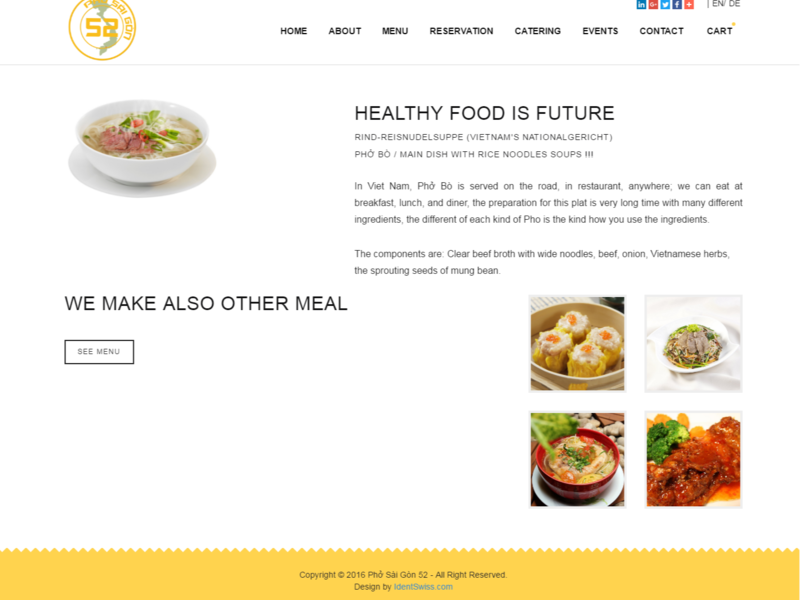 PHỞ SÀI GÒN
52
| EN/ DE
HOME ABOUT MENU RESERVATION CATERING EVENTS CONTACT CART
HEALTHY FOOD IS FUTURE
RIND-REISNUDELSUPPE (VIETNAM'S NATIONALGERICHT)
PHỞ BÒ / MAIN DISH WITH RICE NOODLES SOUPS !!!
In Viet Nam, Phở Bò is served on the road, in restaurant, anywhere, we can eat at
breakfast, lunch, and diner, the preparation for this plat is very long time with many different
ingredients, the different of each kind of Pho is the kind how you use the ingredients.
The components are: Clear beef broth with wide noodles, beef, onion, Vietnamese herbs,
the sprouting seeds of mung bean.
WE MAKE ALSO OTHER MEAL
SEE MENU
Copyright © 2016 Phở Sài Gòn 52 - All Right Reserved.
Design by IdentSwiss.com